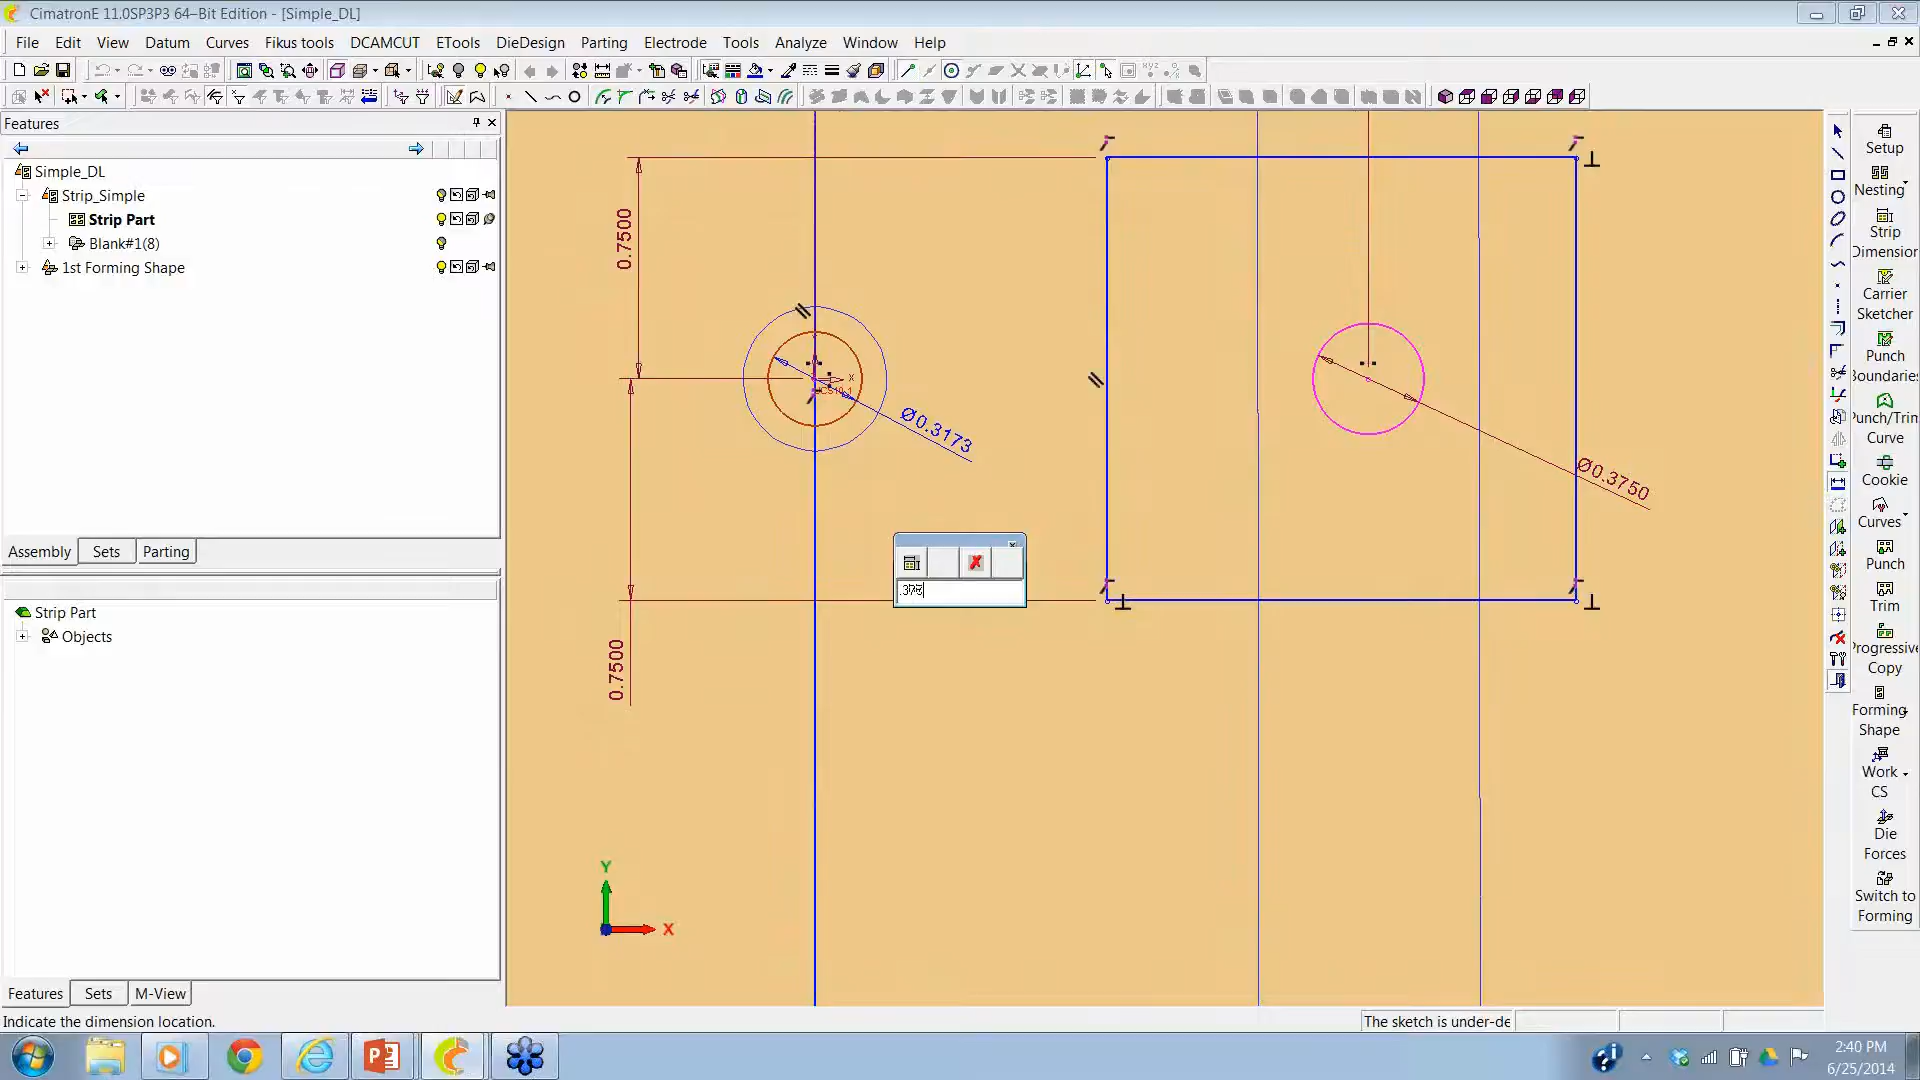 CimatronE 11.0SP3P3 64-Bit Edition - [Simple_DL]
File Edit View Datum Curves Fikus tools DCAMCUT ETools DieDesign Parting Electrode Tools Analyze Window Help
Features
Simple_DL
Strip_Simple
Strip Part
Blank#1(8)
1st Forming Shape
Assembly Sets Parting
Strip Part
Objects
Features Sets M-View
Indicate the dimension location.
0.7500
X
Ø0.3173
0.7500
Ø0.3750
Y
X
Setup
Nesting
Strip
Dimension
Carrier
Sketcher
Punch
Boundaries
Punch/Trim
Curve
Cookie
Curves
Punch
Trim
Progressive
Copy
Forming
Shape
Work
CS
Die
Forces
Switch to
Forming
The sketch is under-de
2:40 PM
6/25/2014